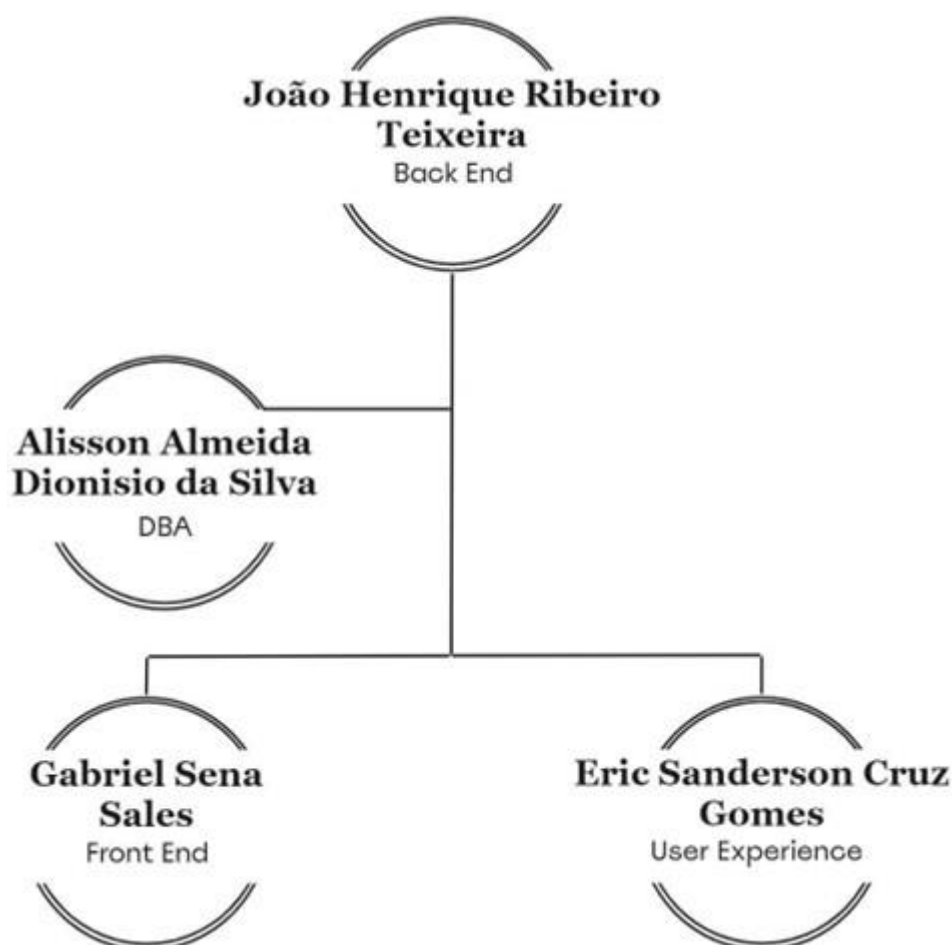 João Henrique Ribeiro
Teixeira
Back End
Alisson Almeida
Dionisio da Silva
DBA
Gabriel Sena
Sales
Front End
Eric Sanderson Cruz
Gomes
User Experience